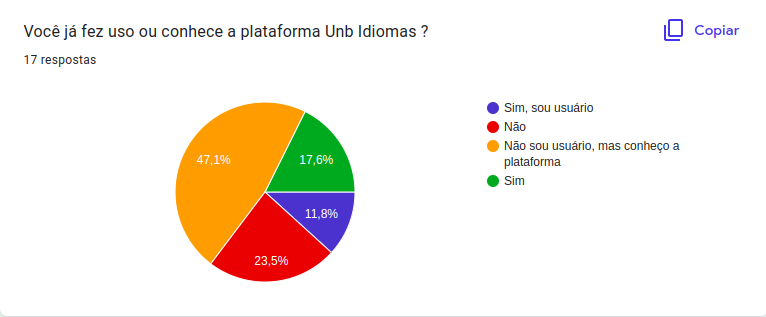 Você já fez uso ou conhece a plataforma Unb Idiomas ?
Copiar
17 respostas
Sim, sou usuário
Não
Não sou usuário, mas conheço a
plataforma
Sim
47,1%
17,6%
11,8%
23,5%